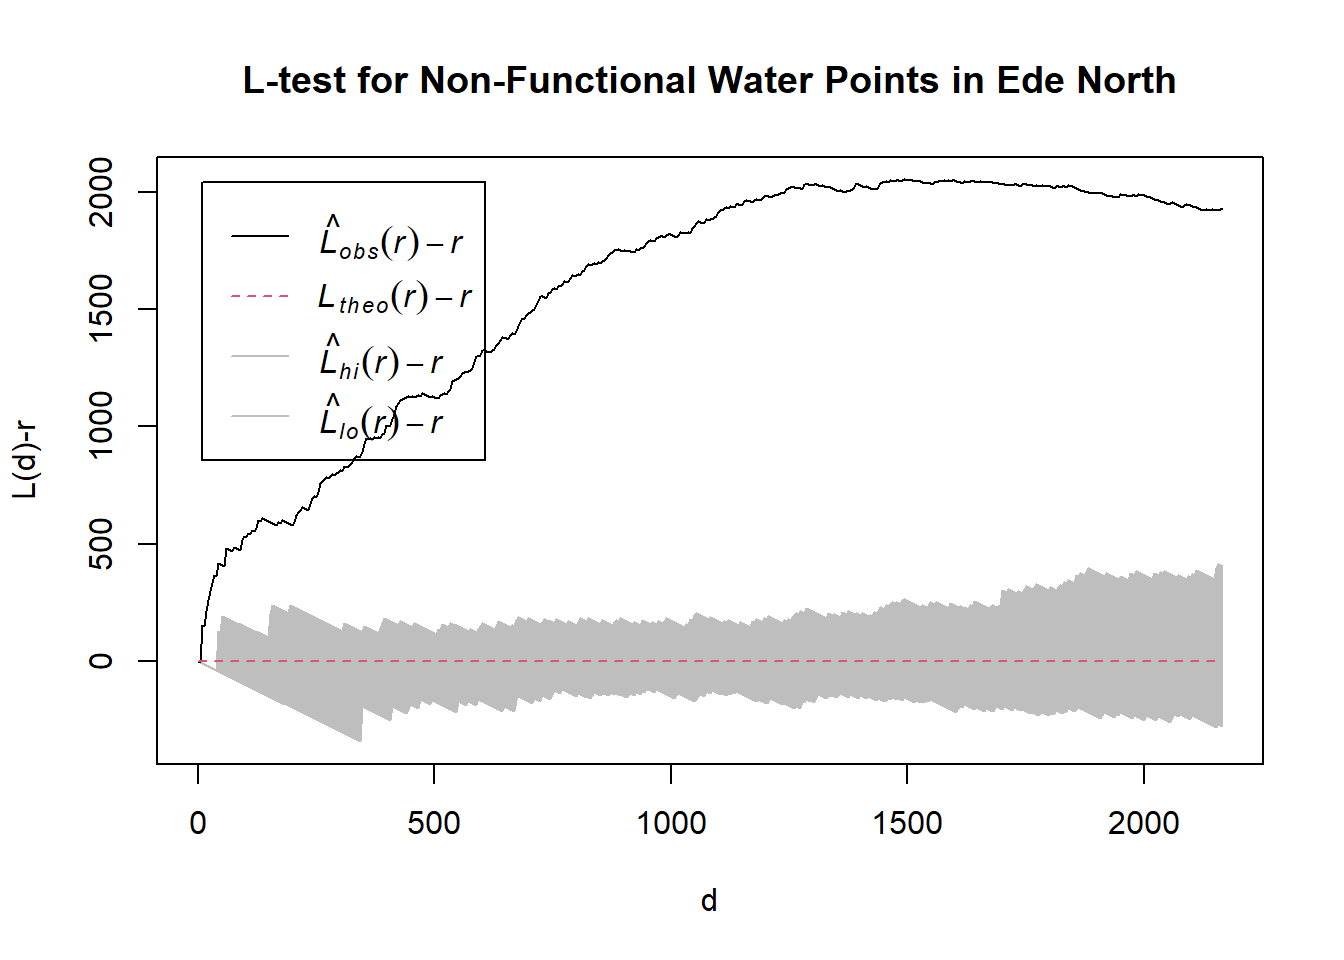 L-test for Non-Functional Water Points in Ede North
L(d)-r
2000
1500
1000
500
0
L̂obs(r) − r
Ltheo(r) − r
L̂hi(r) − r
L̂lo(r) − r
0 500 1000 1500 2000
d